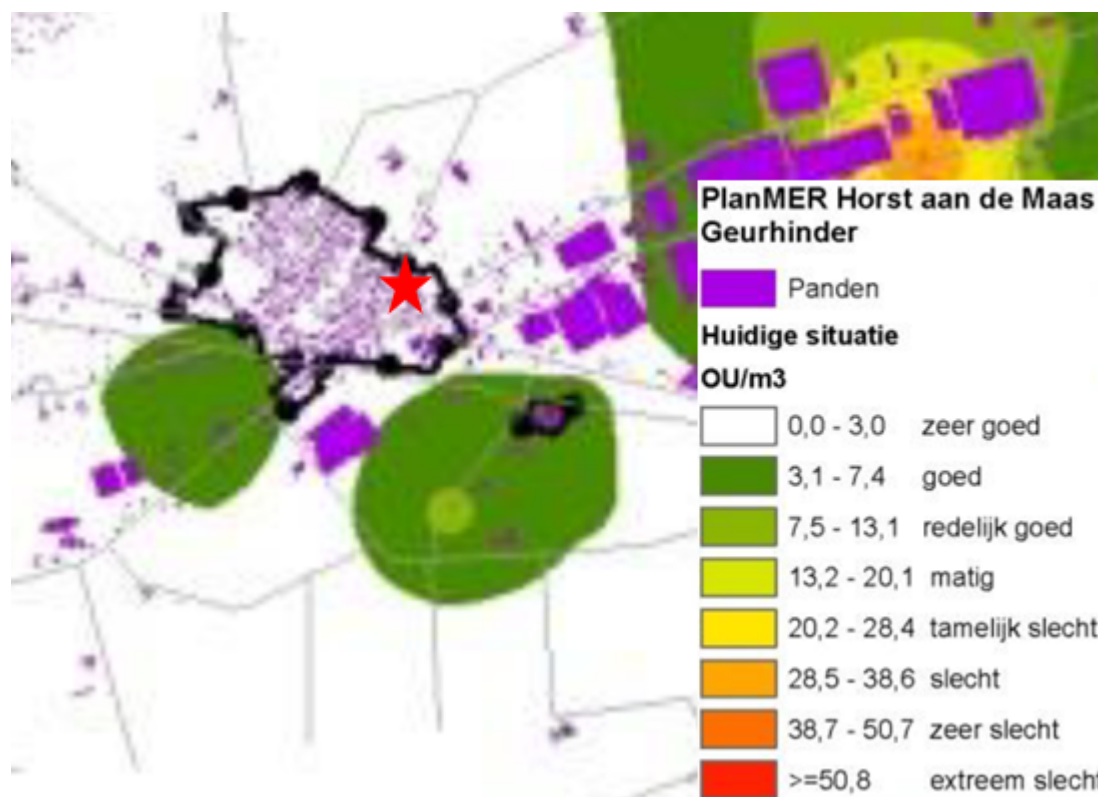 PlanMER Horst aan de Maas
Geurhinder
Panden
Huidige situatie
OU/m3
0,0 - 3,0 zeer goed
3,1 - 7,4 goed
7,5 - 13,1 redelijk goed
13,2 - 20,1 matig
20,2 - 28,4 tamelijk slecht
28,5 - 38,6 slecht
38,7 - 50,7 zeer slecht
>=50,8 extreem slecht